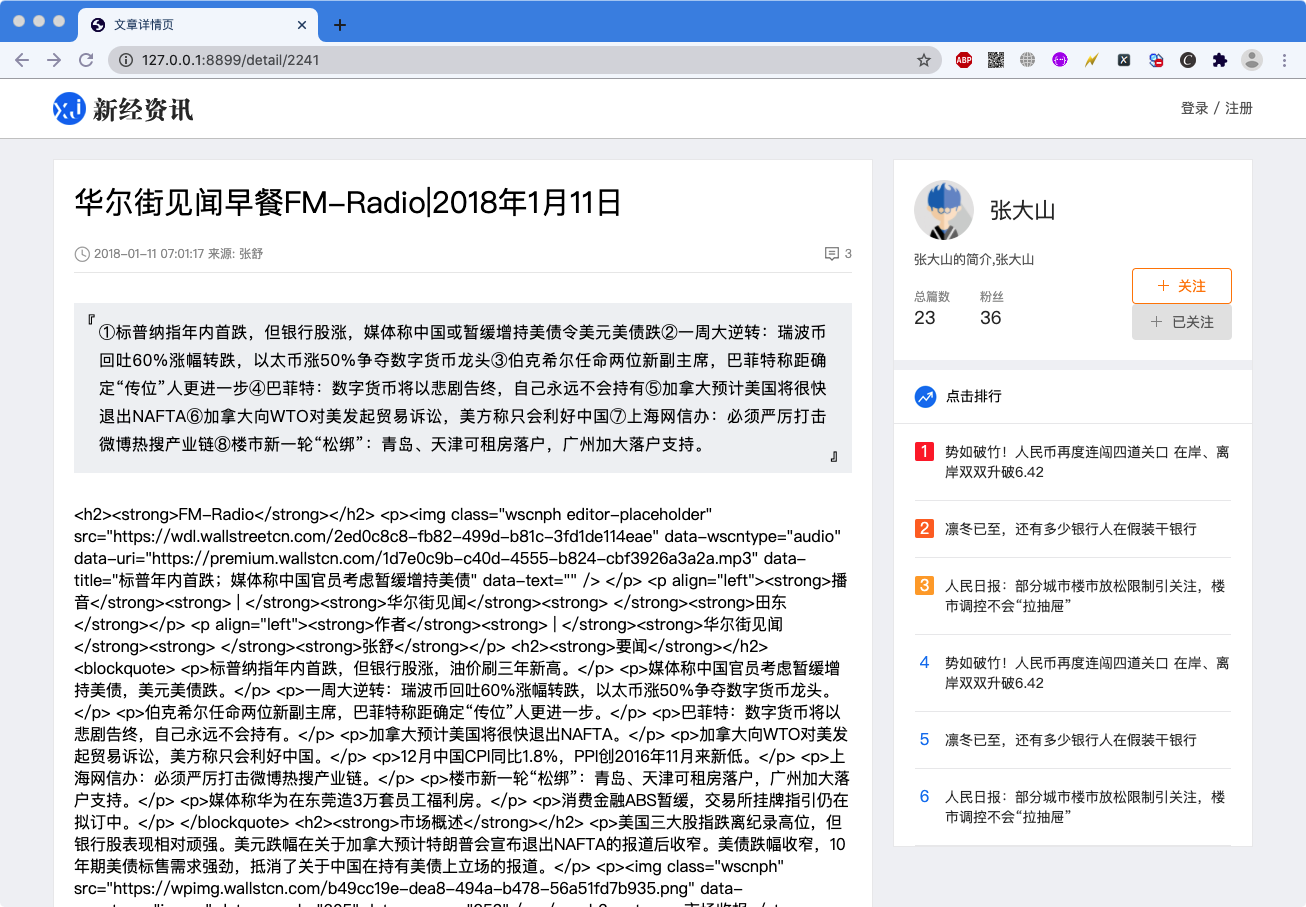 文章详情页
127.0.0.1:8899/detail/2241
ABP
新经资讯
登录 / 注册
华尔街见闻早餐FM-Radio|2018年1月11日
2018-01-11 07:01:17 来源: 张舒
3
『
①标普纳指年内首跌，但银行股涨，媒体称中国或暂缓增持美债令美元美债跌②一周大逆转：瑞波币
回吐60%涨幅转跌，以太币涨50%争夺数字货币龙头③伯克希尔任命两位新副主席，巴菲特称距确
定“传位”人更进一步④巴菲特：数字货币将以悲剧告终，自己永远不会持有⑤加拿大预计美国将很快
退出NAFTA⑥加拿大向WTO对美发起贸易诉讼，美方称只会利好中国⑦上海网信办：必须严厉打击
微博热搜产业链⑧楼市新一轮“松绑”：青岛、天津可租房落户，广州加大落户支持。
』
<h2><strong>FM-Radio</strong></h2> <p><img class="wscnph editor-placeholder"
src="https://wdl.wallstreetcn.com/2ed0c8c8-fb82-499d-b81c-3fd1de114eae" data-wscntype="audio"
data-uri="https://premium.wallstcn.com/1d7e0c9b-c40d-4555-b824-cbf3926a3a2a.mp3" data-
title="标普年内首跌；媒体称中国官员考虑暂缓增持美债" data-text="" /> </p> <p align="left"><strong>播
音</strong><strong> | </strong><strong>华尔街见闻</strong><strong> </strong><strong>田东
</strong></p> <p align="left"><strong>作者</strong><strong> | </strong><strong>华尔街见闻
</strong><strong> </strong><strong>张舒</strong></p> <h2><strong>要闻</strong></h2>
<blockquote> <p>标普纳指年内首跌，但银行股涨，油价刷三年新高。</p> <p>媒体称中国官员考虑暂缓增
持美债，美元美债跌。</p> <p>一周大逆转：瑞波币回吐60%涨幅转跌，以太币涨50%争夺数字货币龙头。
</p> <p>伯克希尔任命两位新副主席，巴菲特称距确定“传位”人更进一步。</p> <p>巴菲特：数字货币将以
悲剧告终，自己永远不会持有。</p> <p>加拿大预计美国将很快退出NAFTA。</p> <p>加拿大向WTO对美发
起贸易诉讼，美方称只会利好中国。</p> <p>12月中国CPI同比1.8%，PPI创2016年11月来新低。</p> <p>上
海网信办：必须严厉打击微博热搜产业链。</p> <p>楼市新一轮“松绑”：青岛、天津可租房落户，广州加大落
户支持。</p> <p>媒体称华为在东莞造3万套员工福利房。</p> <p>消费金融ABS暂缓，交易所挂牌指引仍在
拟订中。</p> </blockquote> <h2><strong>市场概述</strong></h2> <p>美国三大股指跌离纪录高位，但
银行股表现相对顽强。美元跌幅在关于加拿大预计特朗普会宣布退出NAFTA的报道后收窄。美债跌幅收窄，10
年期美债标售需求强劲，抵消了关于中国在持有美债上立场的报道。</p> <p><img class="wscnph"
src="https://wpimg.wallstcn.com/b49cc19e-dea8-494a-b478-56a51fd7b935.png" data-
张大山
张大山的简介,张大山
总篇数 粉丝
23 36
＋ 关注
＋ 已关注
点击排行
1 势如破竹！人民币再度连闯四道关口 在岸、离
岸双双升破6.42
2 凛冬已至，还有多少银行人在假装干银行
3 人民日报：部分城市楼市放松限制引关注，楼
市调控不会“拉抽屉”
4 势如破竹！人民币再度连闯四道关口 在岸、离
岸双双升破6.42
5 凛冬已至，还有多少银行人在假装干银行
6 人民日报：部分城市楼市放松限制引关注，楼
市调控不会“拉抽屉”